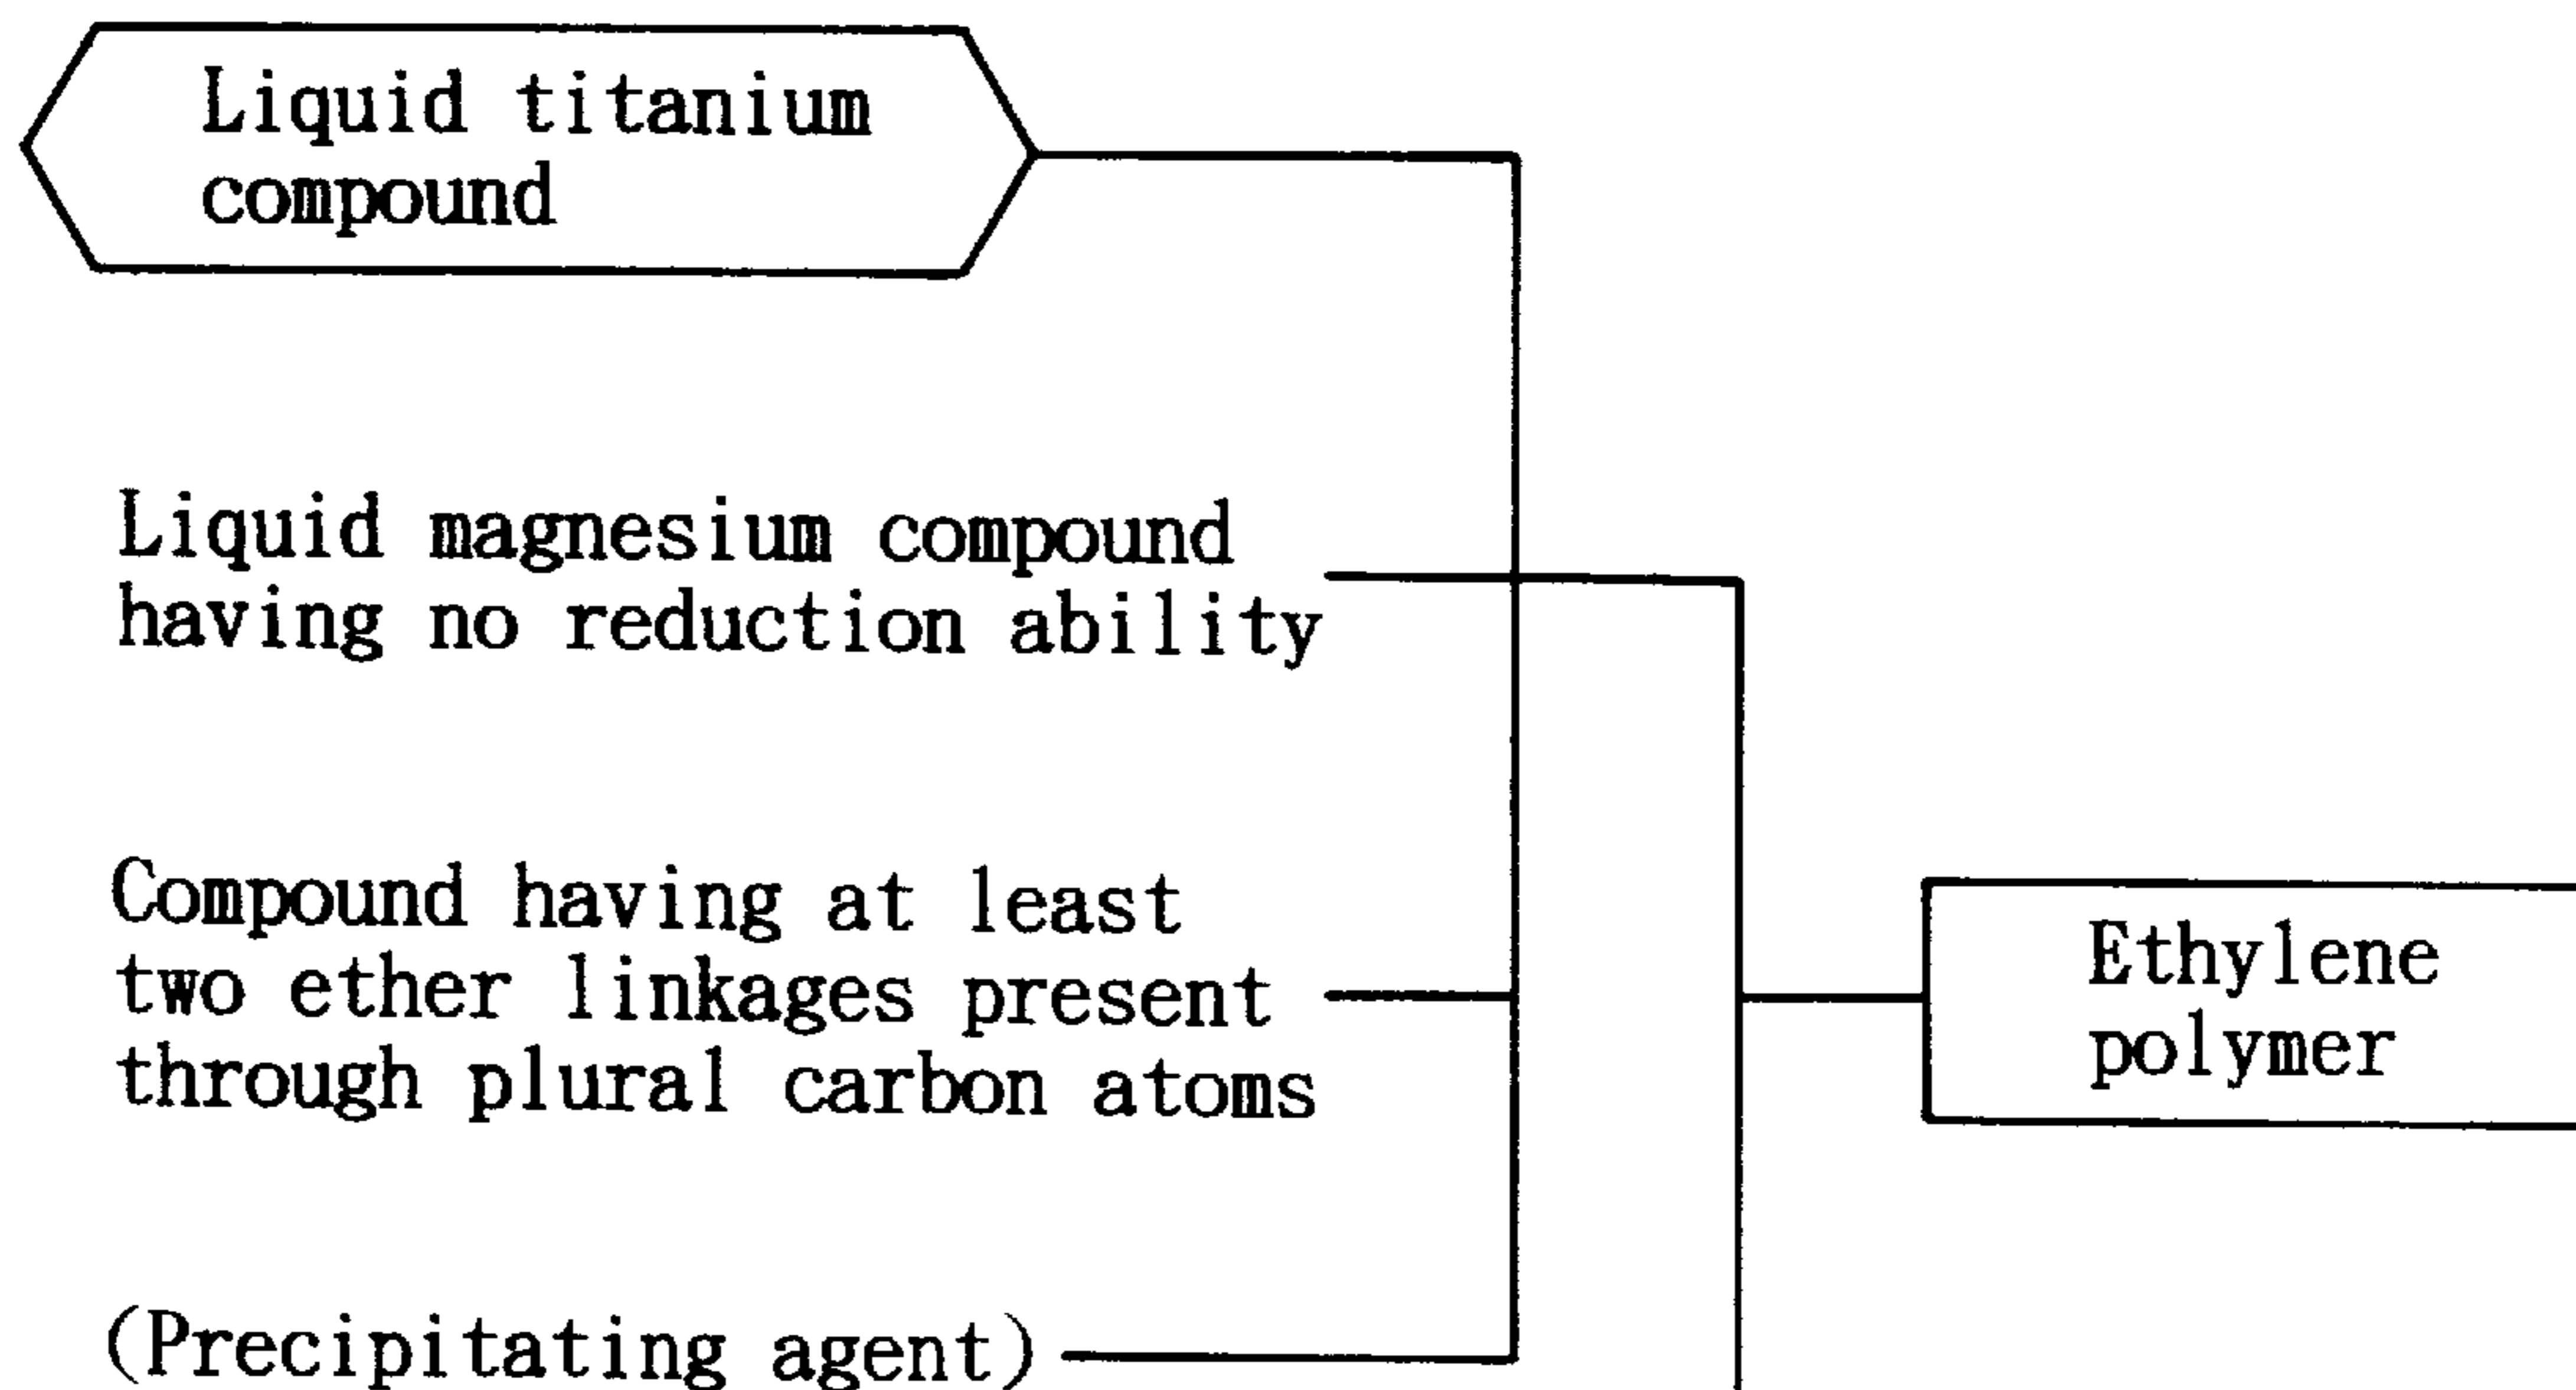 Liquid titanium
compound
Liquid magnesium compound
having no reduction ability
Compound having at least
two ether linkages present
through plural carbon atoms
Ethylene
polymer
(Precipitating agent)